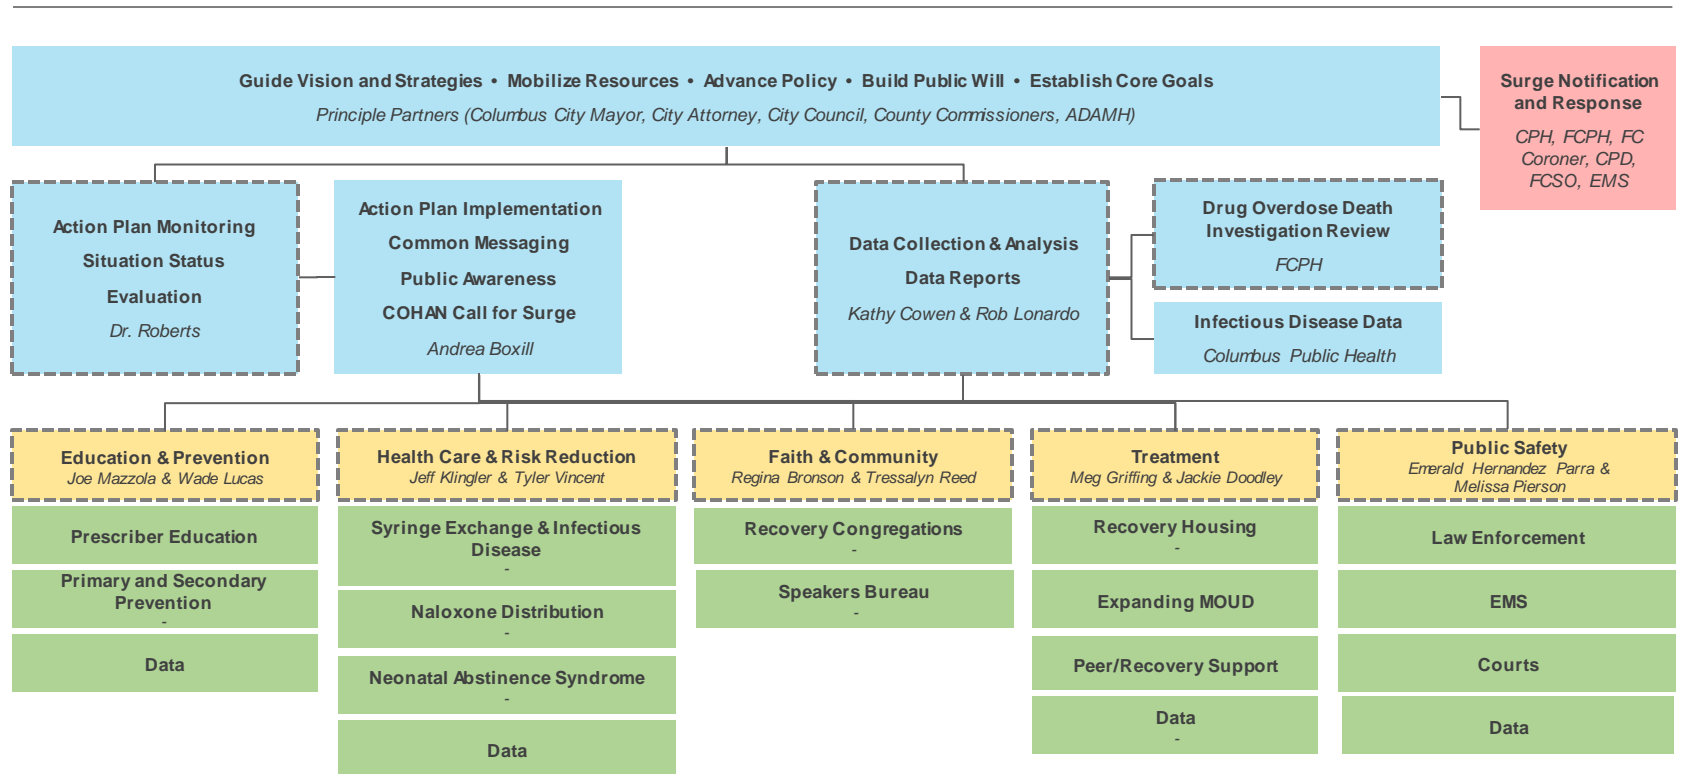 Guide Vision and Strategies • Mobilize Resources • Advance Policy • Build Public Will • Establish Core Goals
Principle Partners (Columbus City Mayor, City Attorney, City Council, County Commissioners, ADAMH)
Surge Notification
and Response
CPH, FCPH, FC
Coroner, CPD,
FCSO, EMS
Action Plan Monitoring
Situation Status
Evaluation
Dr. Roberts
Action Plan Implementation
Common Messaging
Public Awareness
COHAN Call for Surge
Andrea Boxill
Data Collection & Analysis
Data Reports
Kathy Cowen & Rob Lonardo
Drug Overdose Death
Investigation Review
FCPH
Infectious Disease Data
Columbus Public Health
Education & Prevention
Joe Mazzola & Wade Lucas
Prescriber Education
Primary and Secondary
Prevention
-
Data
Health Care & Risk Reduction
Jeff Klingler & Tyler Vincent
Syringe Exchange & Infectious
Disease
-
Naloxone Distribution
-
Neonatal Abstinence Syndrome
-
Data
Faith & Community
Regina Bronson & Tressalyn Reed
Recovery Congregations
-
Speakers Bureau
-
Treatment
Meg Griffing & Jackie Doodley
Recovery Housing
-
Expanding MOUD
Peer/Recovery Support
Data
-
Public Safety
Emerald Hernandez Parra &
Melissa Pierson
Law Enforcement
EMS
Courts
Data